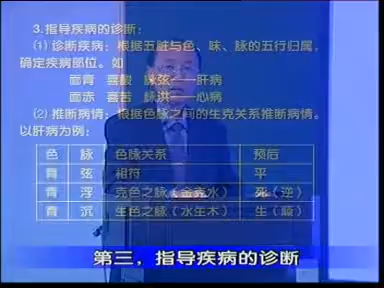 3.指导疾病的诊断：
(1) 诊断疾病：根据五脏与色、味、脉的五行归属，
确定疾病部位。如
面青 喜酸 脉弦——肝病
面赤 喜苦 脉洪——心病
(2) 推断病情：根据色脉之间的生克关系推断病情。
以肝病为例：
色 脉 色脉关系 预后
青 弦 相符 平
青 浮 克色之脉（金克水） 死（逆）
青 沉 生色之脉（水生木） 生（顺）
第三，指导疾病的诊断